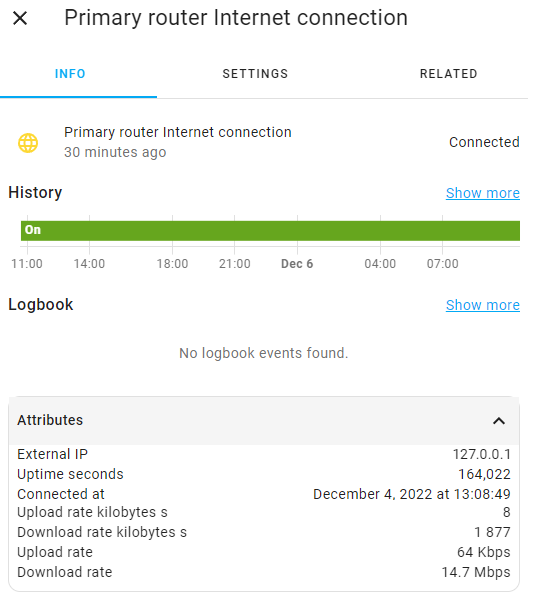 Primary router Internet connection
INFO SETTINGS RELATED
Primary router Internet connection
30 minutes ago
Connected
History Show more
On
11:00 14:00 18:00 21:00 Dec 6 04:00 07:00
Logbook Show more
No logbook events found.
Attributes
External IP 127.0.0.1
Uptime seconds 164,022
Connected at December 4, 2022 at 13:08:49
Upload rate kilobytes s 8
Download rate kilobytes s 1 877
Upload rate 64 Kbps
Download rate 14.7 Mbps